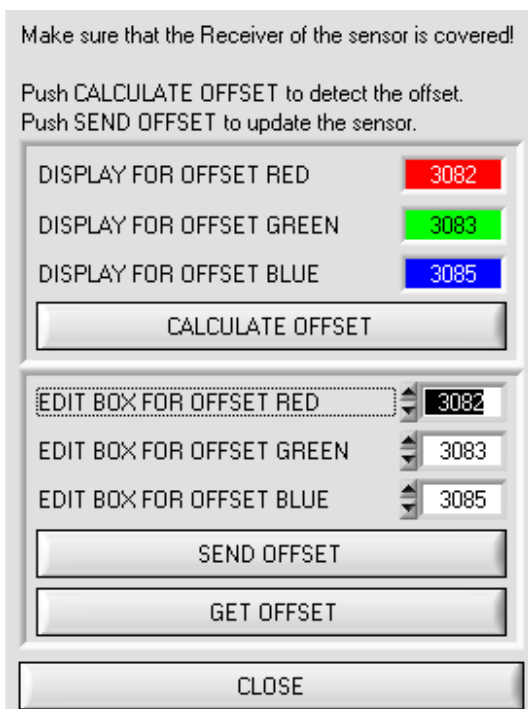 Make sure that the Receiver of the sensor is covered!
Push CALCULATE OFFSET to detect the offset.
Push SEND OFFSET to update the sensor.
DISPLAY FOR OFFSET RED 3082
DISPLAY FOR OFFSET GREEN 3083
DISPLAY FOR OFFSET BLUE 3085
CALCULATE OFFSET
EDIT BOX FOR OFFSET RED 3082
EDIT BOX FOR OFFSET GREEN 3083
EDIT BOX FOR OFFSET BLUE 3085
SEND OFFSET
GET OFFSET
CLOSE